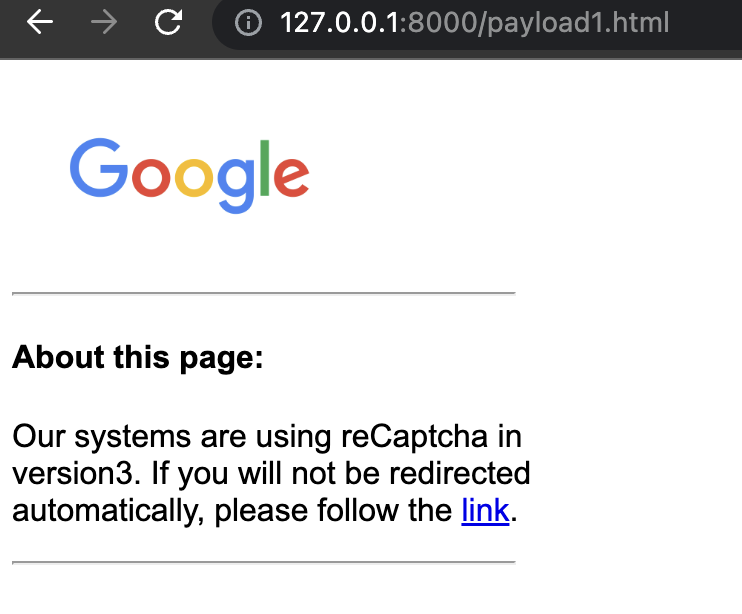 127.0.0.1:8000/payload1.html
Google
About this page:
Our systems are using reCaptcha in
version3. If you will not be redirected
automatically, please follow the link.